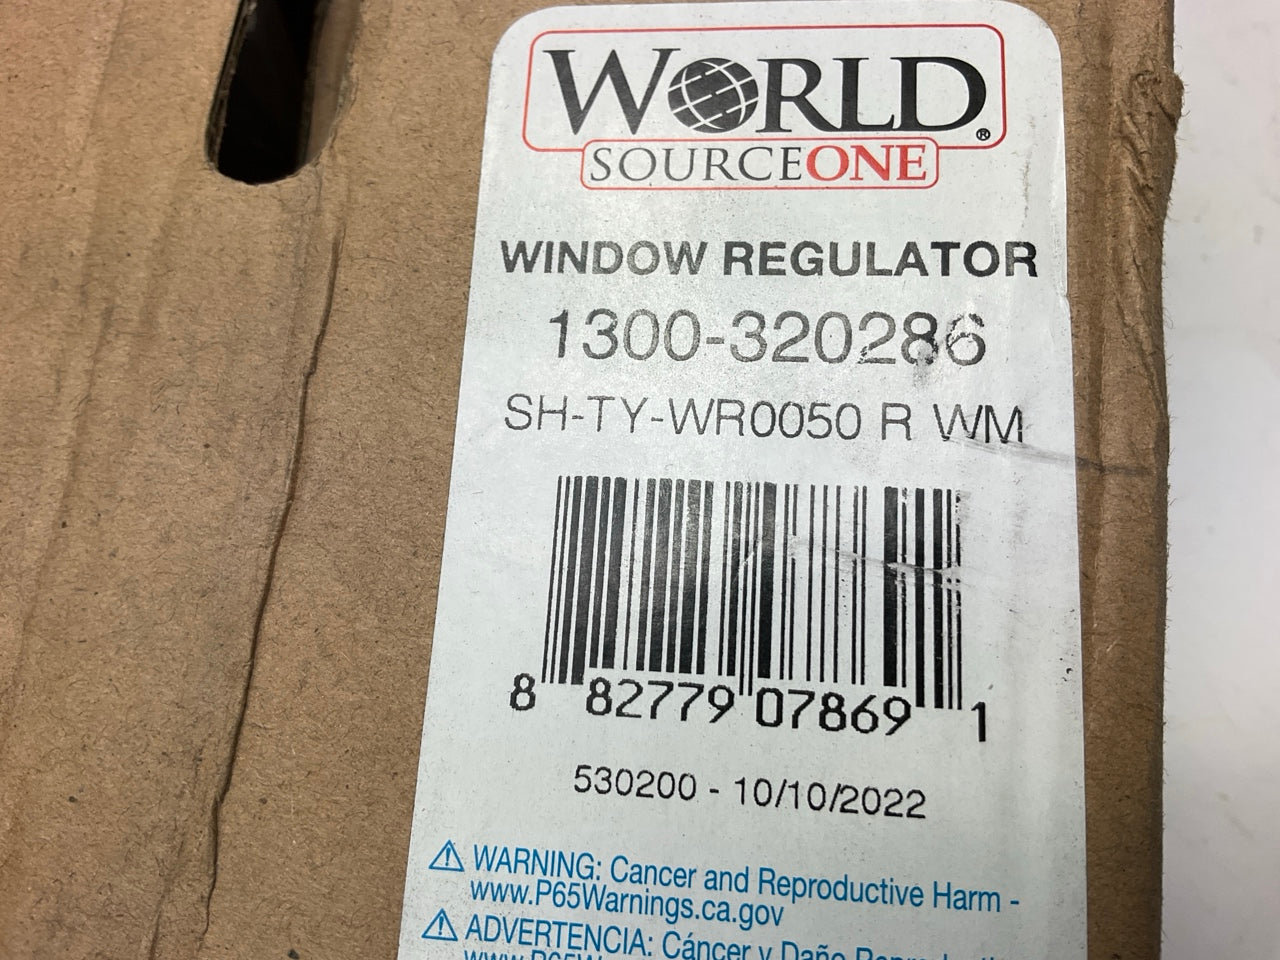 WORLD®
SOURCEONE
WINDOW REGULATOR
1300-320286
SH-TY-WR0050 R WM
8 82779 07869 1
530200 - 10/10/2022
⚠ WARNING: Cancer and Reproductive Harm -
www.P65Warnings.ca.gov
⚠ ADVERTENCIA: Cáncer y Daño